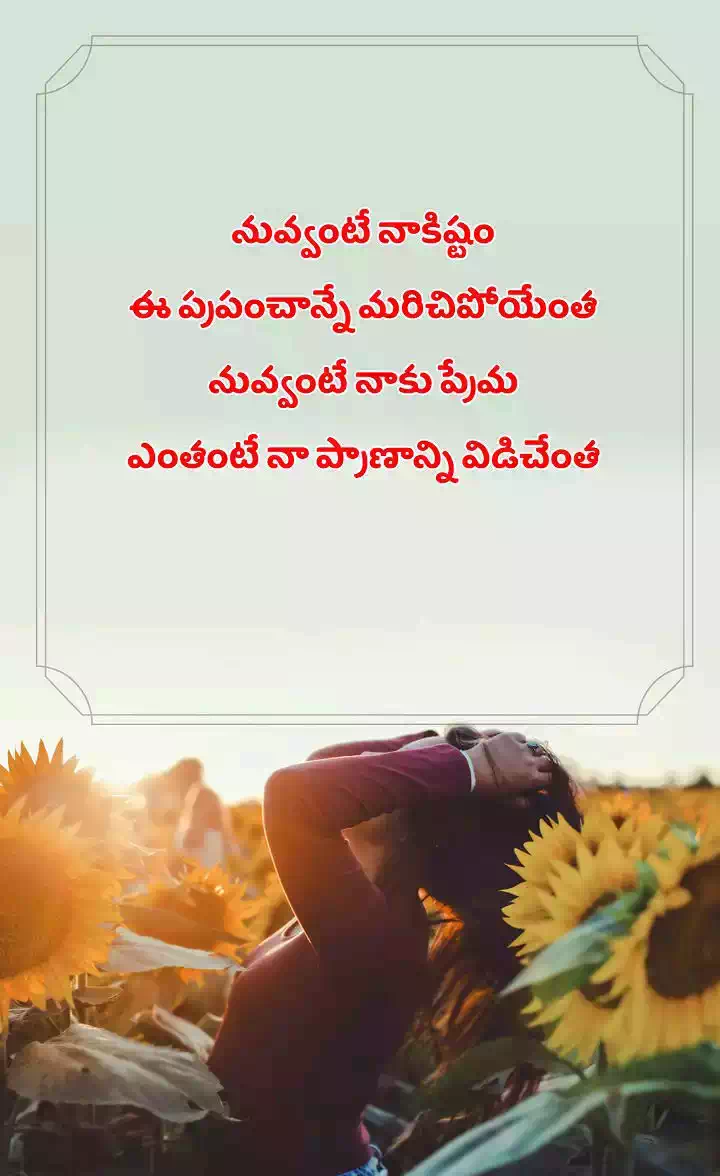 నువ్వంటే నాకిష్టం
ఈ ప్రపంచాన్నే మరిచిపోయేంత
నువ్వంటే నాకు ప్రేమ
ఎంతంటే నా ప్రాణాన్ని విడిచేంత